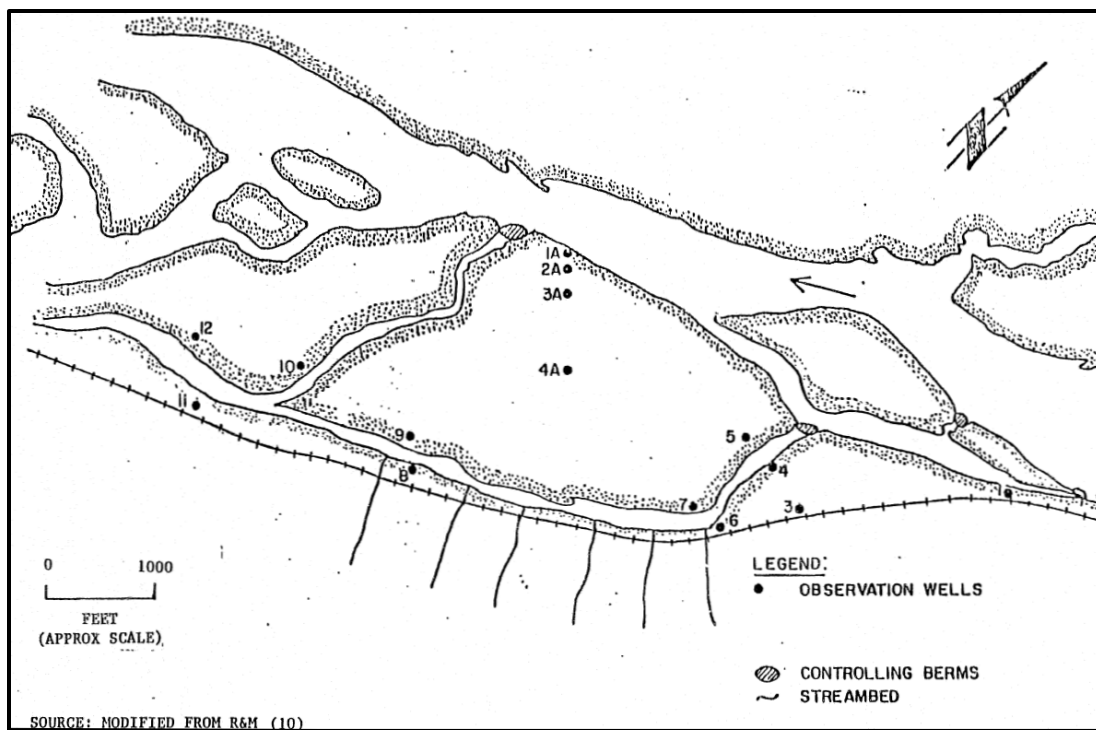 1A
2A
3A
4A
12
10
11
9
8
5
4
7
6
3
1
0 1000
FEET
(APPROX SCALE)
LEGEND:
OBSERVATION WELLS
CONTROLLING BERMS
STREAMBED
SOURCE: MODIFIED FROM R&M (10)